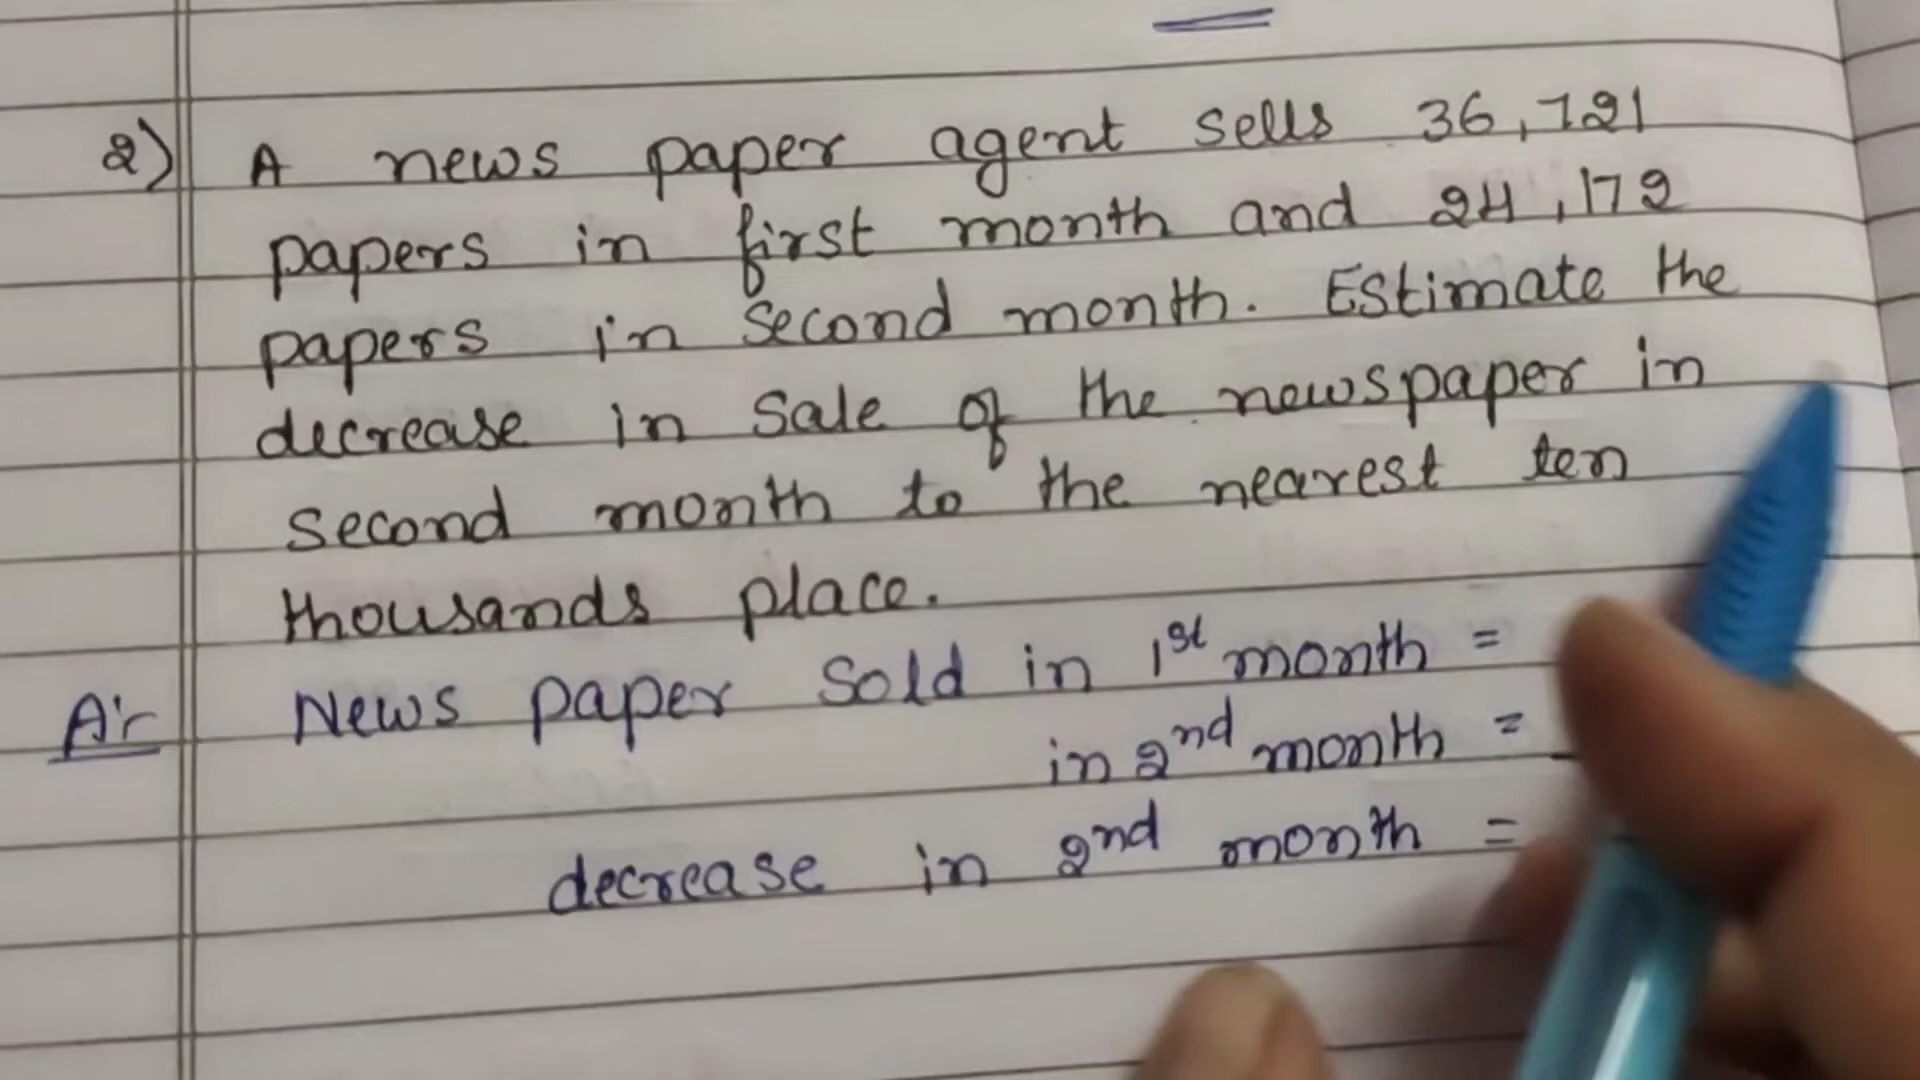 2) A news paper agent sells 36,721
papers in first month and 24,172
papers in second month. Estimate the
decrease in sale of the newspaper in
second month to the nearest ten
thousands place.
A:- News paper sold in 1st month =
in 2nd month =
decrease in 2nd month =